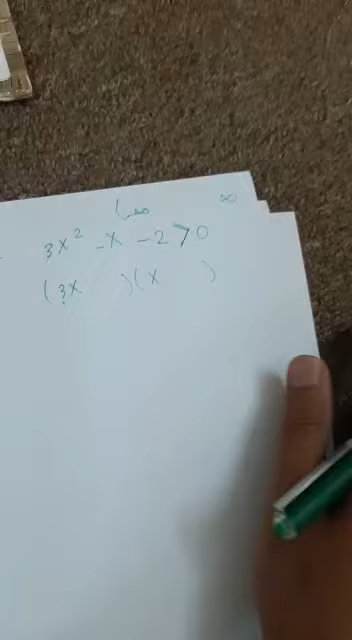 ∞
3x² - x - 2 > 0
(3x   )(x   )